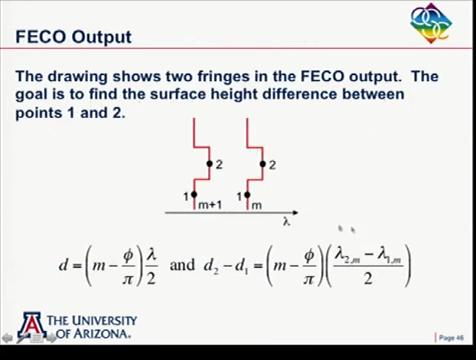 FECO Output
The drawing shows two fringes in the FECO output. The
goal is to find the surface height difference between
points 1 and 2.
2 2
1 1
m+1 m
λ
d = (m − ϕ/π) λ/2 and d₂ − d₁ = (m − ϕ/π) ((λ₂,ₘ − λ₁,ₘ)/2)
A THE UNIVERSITY
OF ARIZONA.
Page 46